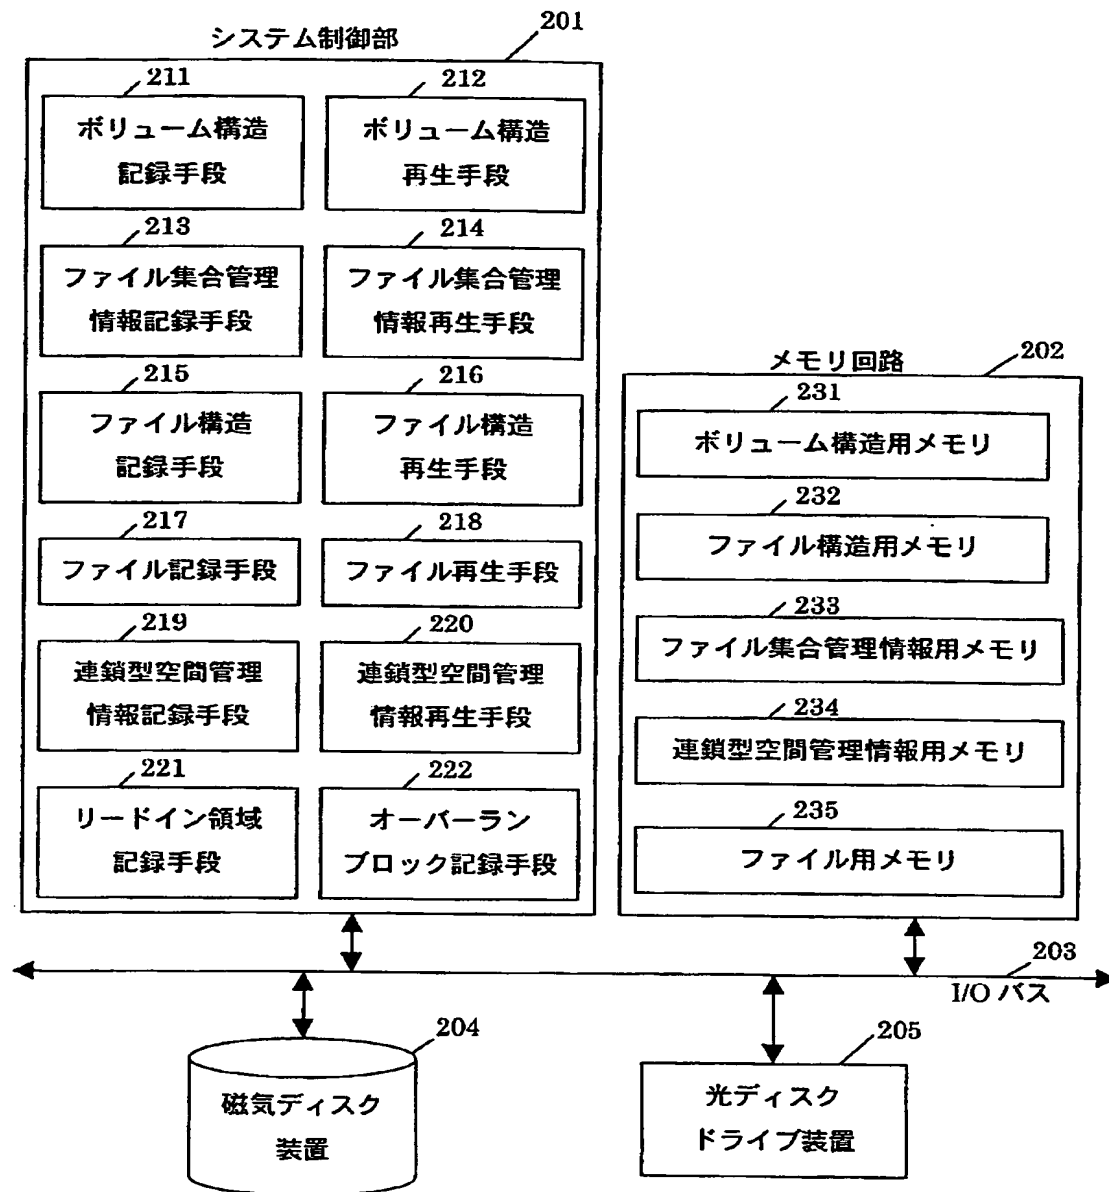 システム制御部
201
211
ボリューム構造
記録手段
212
ボリューム構造
再生手段
213
ファイル集合管理
情報記録手段
214
ファイル集合管理
情報再生手段
215
ファイル構造
記録手段
216
ファイル構造
再生手段
217
ファイル記録手段
218
ファイル再生手段
219
連鎖型空間管理
情報記録手段
220
連鎖型空間管理
情報再生手段
221
リードイン領域
記録手段
222
オーバーラン
ブロック記録手段
メモリ回路
202
231
ボリューム構造用メモリ
232
ファイル構造用メモリ
233
ファイル集合管理情報用メモリ
234
連鎖型空間管理情報用メモリ
235
ファイル用メモリ
203
I/O バス
204
磁気ディスク
装置
205
光ディスク
ドライブ装置